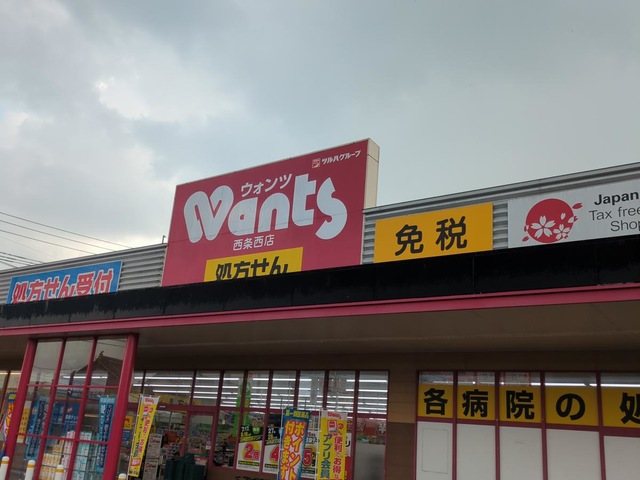 ツルハグループ
ウォンツ
Wants
西条西店
処方せん
処方せん受付
免税
Japan
Tax free
Shop
各病院の処